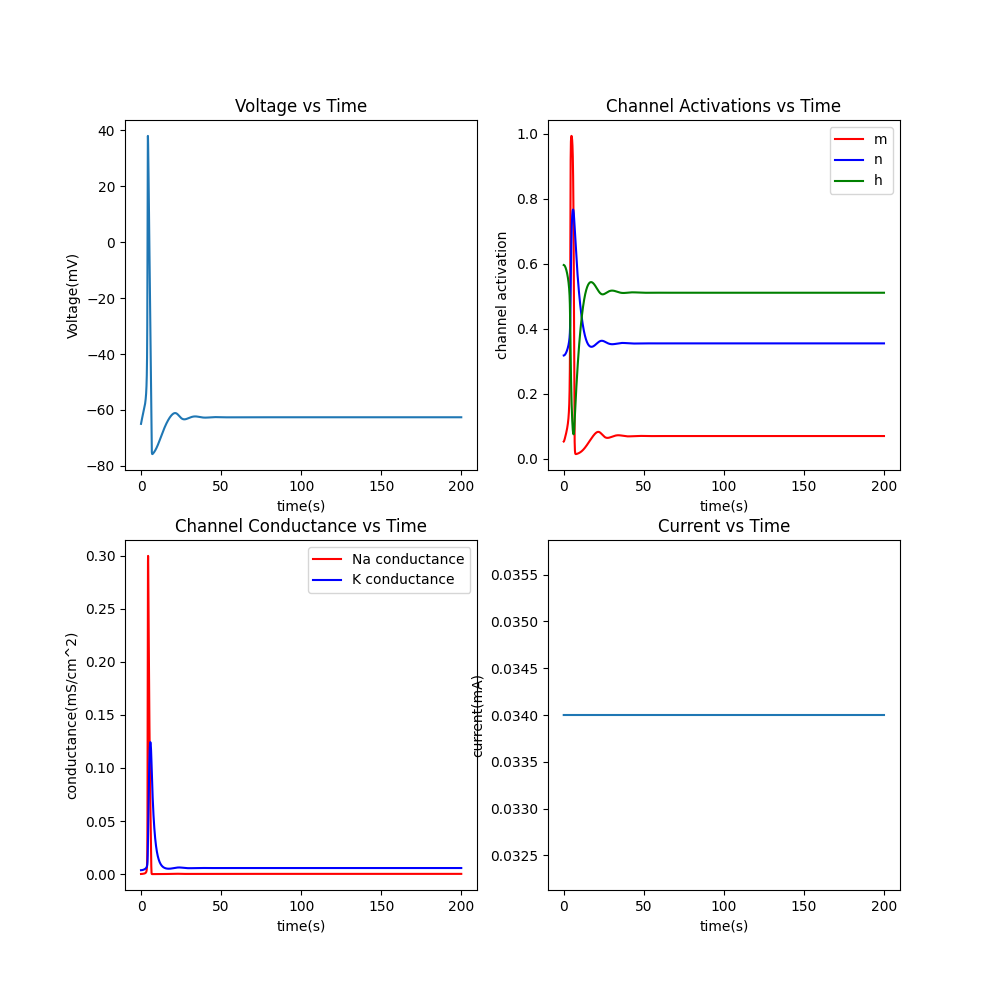 Voltage vs Time
Voltage(mV)
40
20
0
−20
−40
−60
−80
0 50 100 150 200
time(s)
Channel Activations vs Time
channel activation
1.0
0.8
0.6
0.4
0.2
0.0
m
n
h
0 50 100 150 200
time(s)
Channel Conductance vs Time
conductance(mS/cm^2)
0.30
0.25
0.20
0.15
0.10
0.05
0.00
Na conductance
K conductance
0 50 100 150 200
time(s)
Current vs Time
current(mA)
0.0355
0.0350
0.0345
0.0340
0.0335
0.0330
0.0325
0 50 100 150 200
time(s)